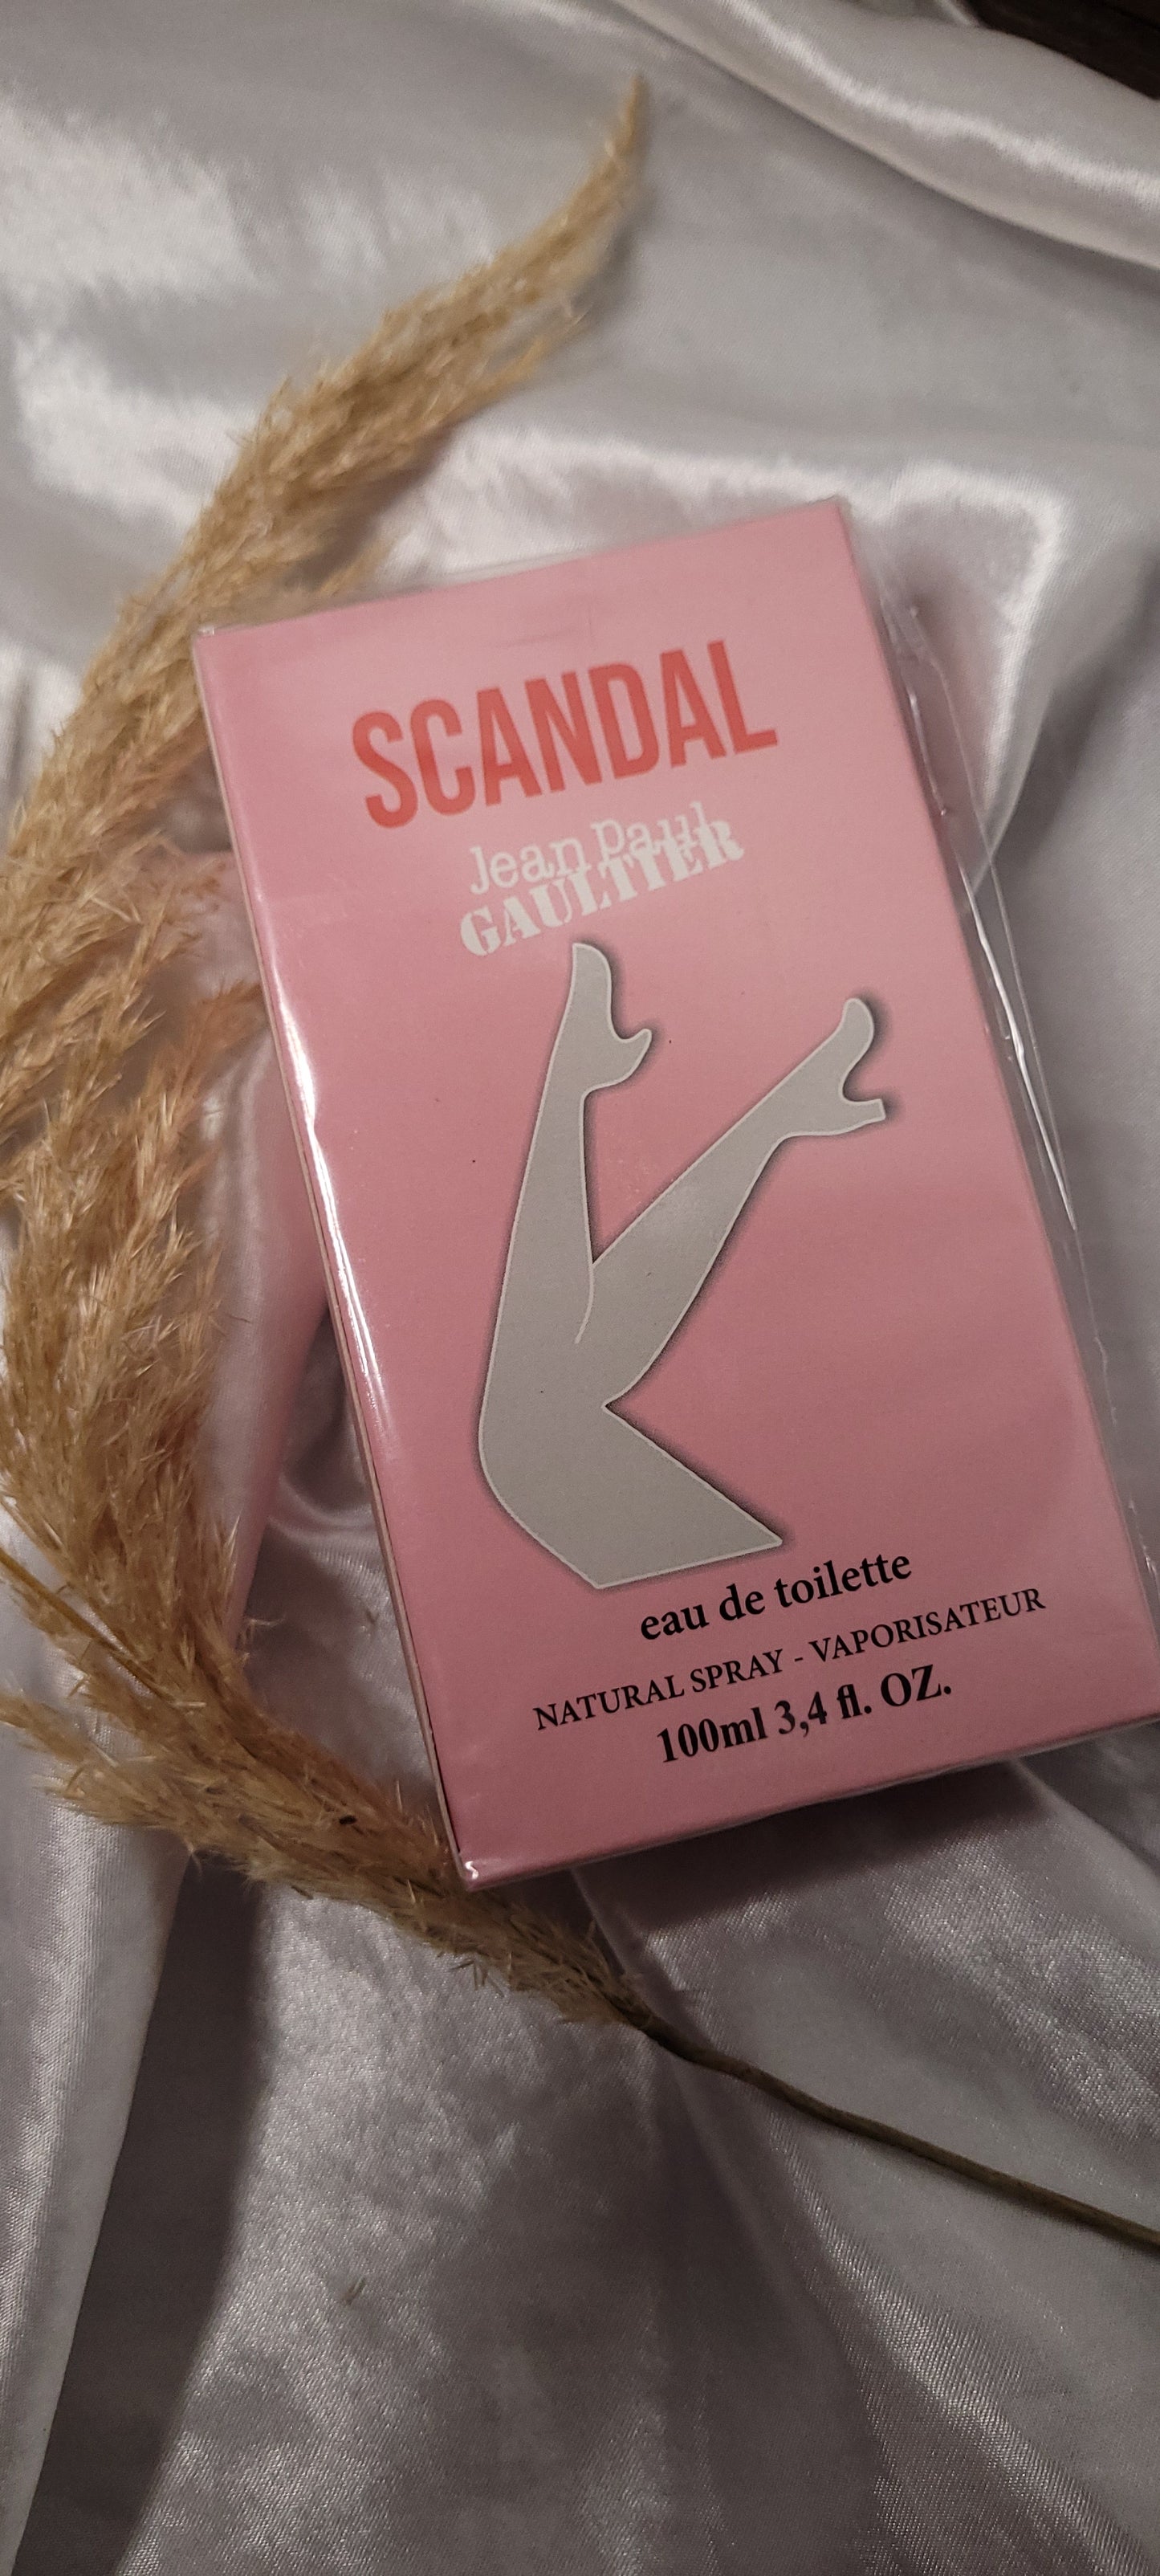 SCANDAL
Jean Paul
GAULTIER
eau de toilette
NATURAL SPRAY - VAPORISATEUR
100ml 3,4 fl. OZ.